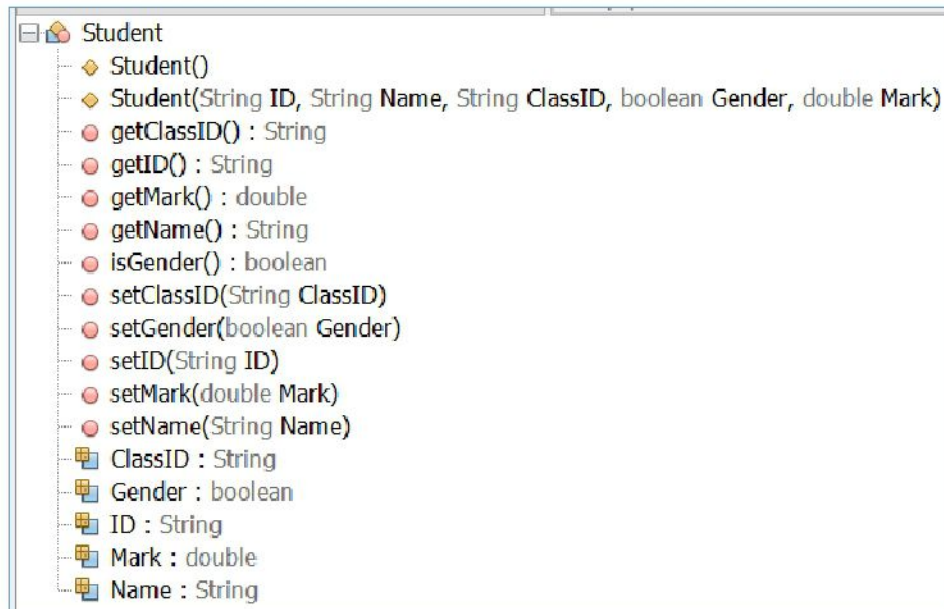 Student
Student()
Student(String ID, String Name, String ClassID, boolean Gender, double Mark)
getClassID() : String
getID() : String
getMark() : double
getName() : String
isGender() : boolean
setClassID(String ClassID)
setGender(boolean Gender)
setID(String ID)
setMark(double Mark)
setName(String Name)
ClassID : String
Gender : boolean
ID : String
Mark : double
Name : String